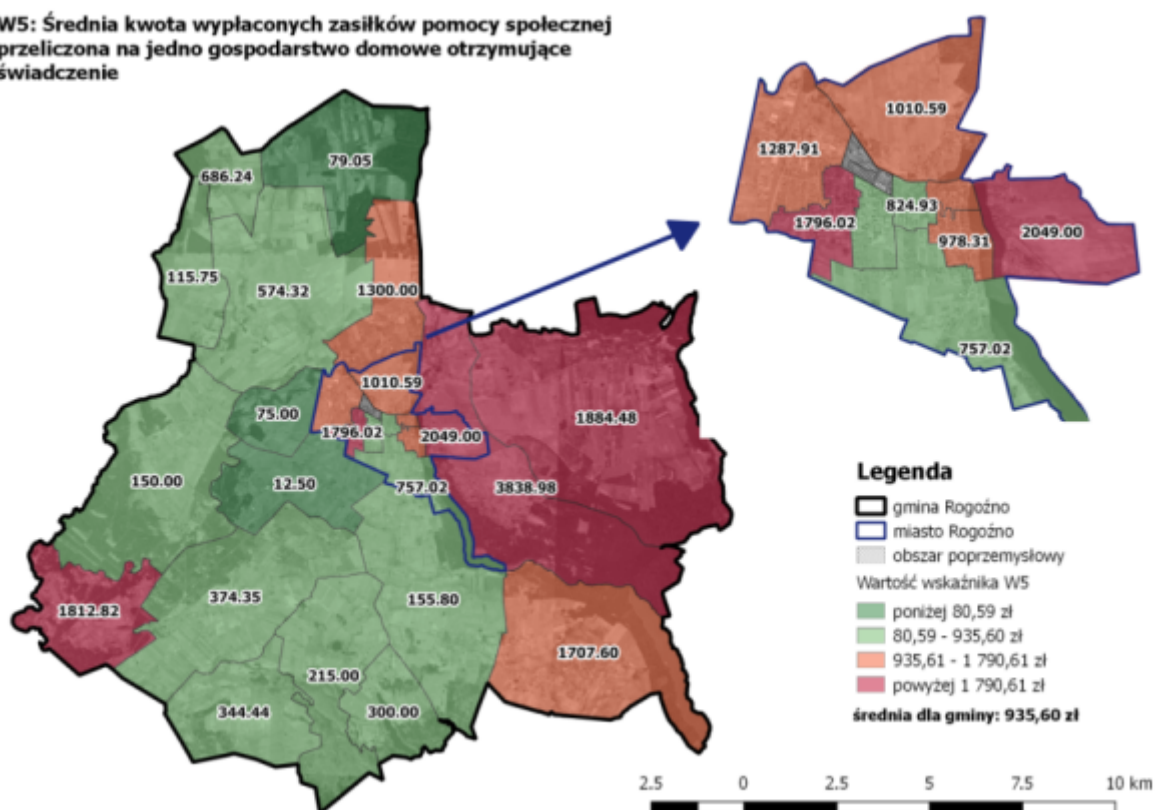 W5: Średnia kwota wypłaconych zasiłków pomocy społecznej
przeliczona na jedno gospodarstwo domowe otrzymujące
świadczenie
79.05
686.24
115.75
574.32
1300.00
1010.59
75.00
1796.02
2049.00
1884.48
150.00
12.50
757.02
3838.98
1812.82
374.35
155.80
1707.60
215.00
344.44
300.00
1010.59
1287.91
824.93
1796.02
978.31
2049.00
757.02
Legenda
gmina Rogoźno
miasto Rogoźno
obszar poprzemysłowy
Wartość wskaźnika W5
poniżej 80,59 zł
80,59 - 935,60 zł
935,61 - 1 790,61 zł
powyżej 1 790,61 zł
średnia dla gminy: 935,60 zł
2.5 0 2.5 5 7.5 10 km